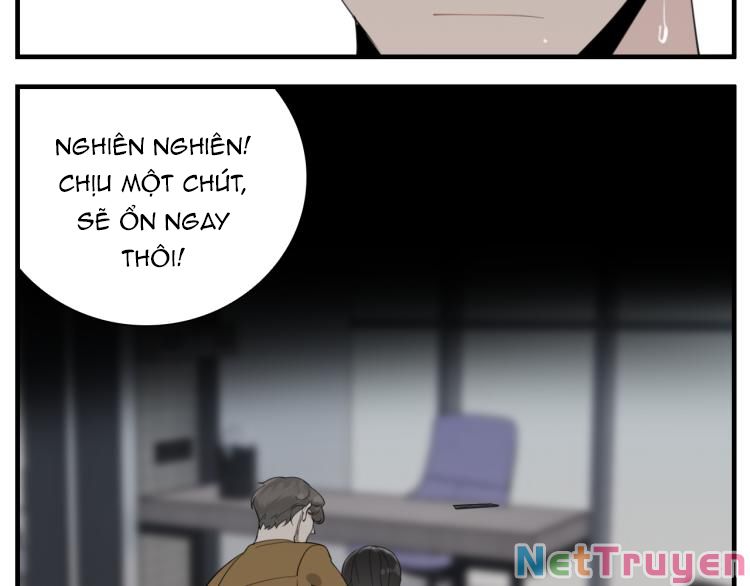 NGHIÊN NGHIÊN!
CHỊU MỘT CHÚT,
SẼ ỔN NGAY
THÔI!
NetTruyen